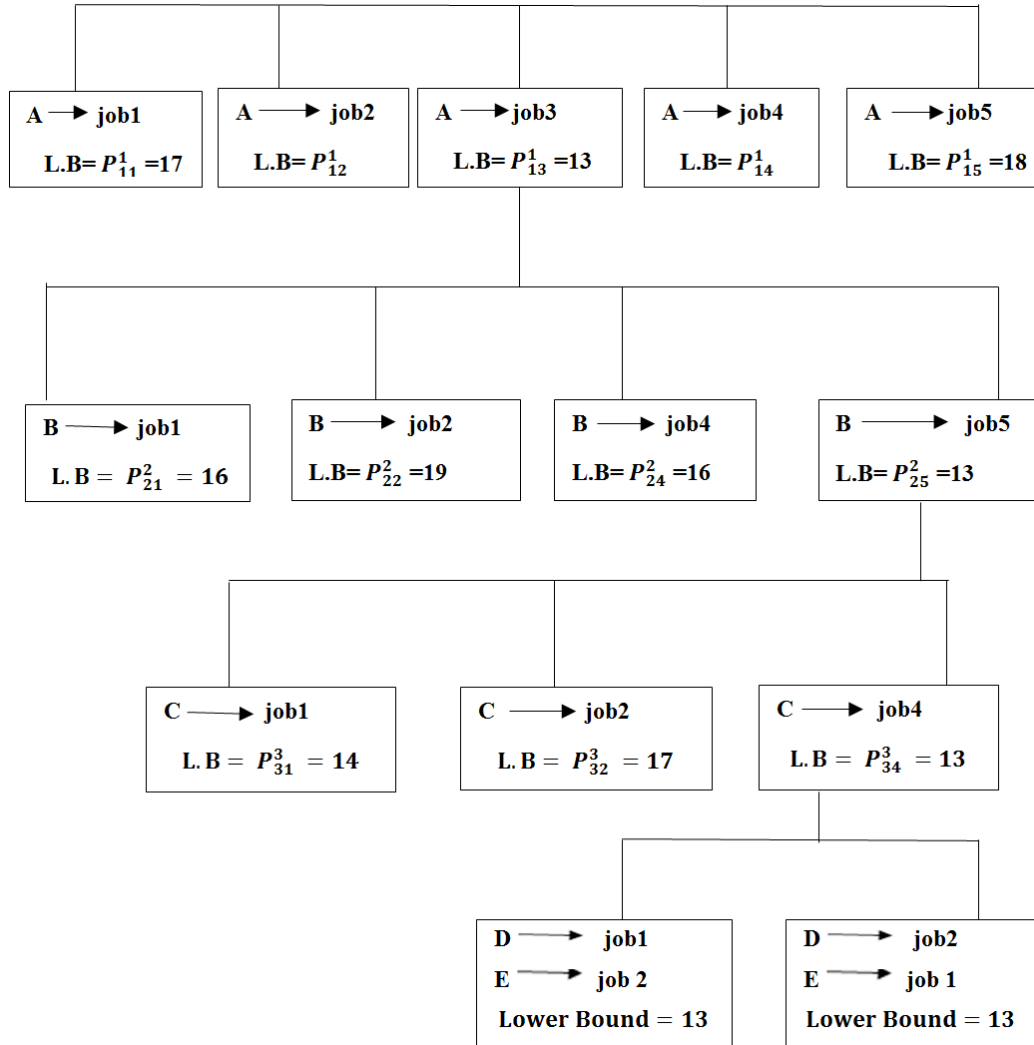 A → job1
L.B= P¹₁₁ =17
A → job2
L.B= P¹₁₂
A → job3
L.B= P¹₁₃ =13
A → job4
L.B= P¹₁₄
A → job5
L.B= P¹₁₅ =18
B → job1
L. B = P²₂₁ = 16
B → job2
L.B= P²₂₂ =19
B → job4
L.B= P²₂₄ =16
B → job5
L.B= P²₂₅ =13
C → job1
L. B = P³₃₁ = 14
C → job2
L. B = P³₃₂ = 17
C → job4
L. B = P³₃₄ = 13
D → job1
E → job 2
Lower Bound = 13
D → job2
E → job 1
Lower Bound = 13